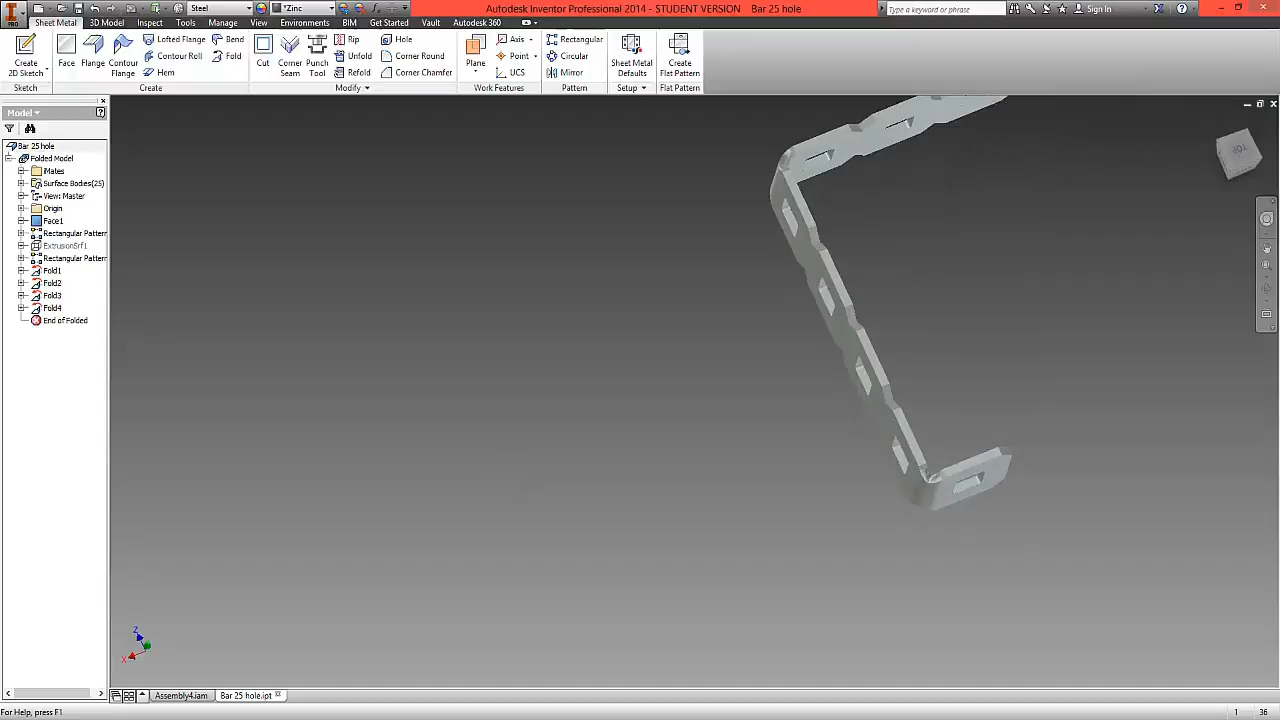 Steel *Zinc Autodesk Inventor Professional 2014 - STUDENT VERSION Bar 25 hole Type a keyword or phrase Sign In
PRO Sheet Metal 3D Model Inspect Tools Manage View Environments BIM Get Started Vault Autodesk 360
Lofted Flange Bend Rip Hole Axis Rectangular
Create 2D Sketch Face Flange Contour Flange Contour Roll Fold Cut Corner Seam Punch Tool Unfold Corner Round Plane Point Circular Sheet Metal Defaults Create Flat Pattern
Hem Refold Corner Chamfer UCS Mirror
Sketch Create Modify Work Features Pattern Setup Flat Pattern
Model
Bar 25 hole
Folded Model
iMates
Surface Bodies(25)
View: Master
Origin
Face1
Rectangular Pattern
ExtrusionSrf1
Rectangular Pattern
Fold1
Fold2
Fold3
Fold4
End of Folded
TOP
Z
X
Assembly4.iam Bar 25 hole.ipt
For Help, press F1 1 36